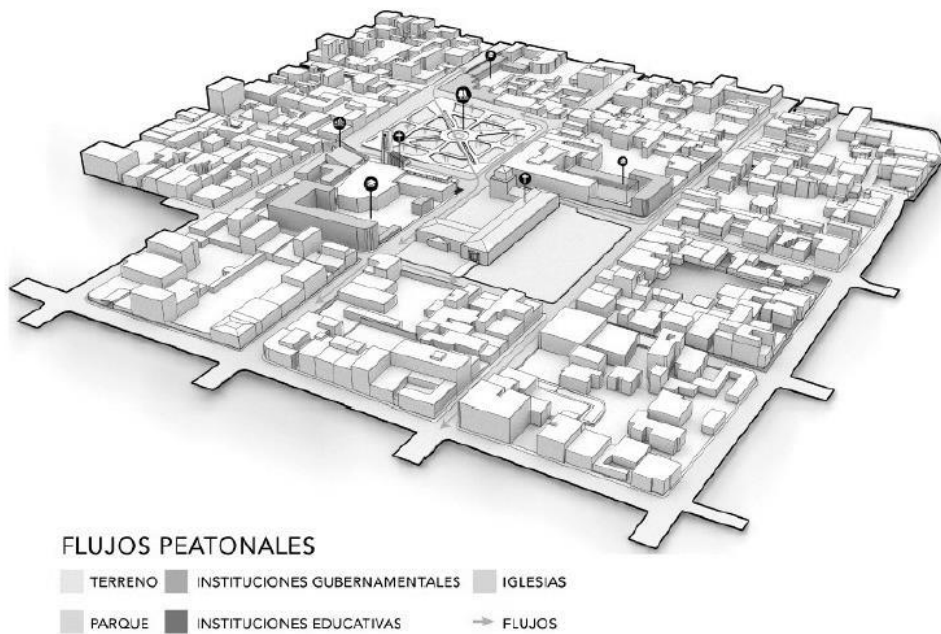 FLUJOS PEATONALES
TERRENO INSTITUCIONES GUBERNAMENTALES IGLESIAS
PARQUE INSTITUCIONES EDUCATIVAS FLUJOS